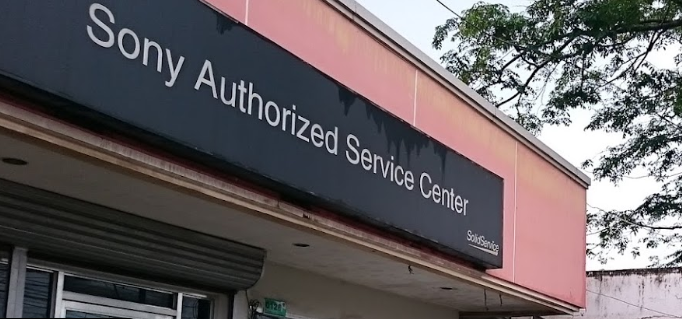 Sony Authorized Service Center
SolidService